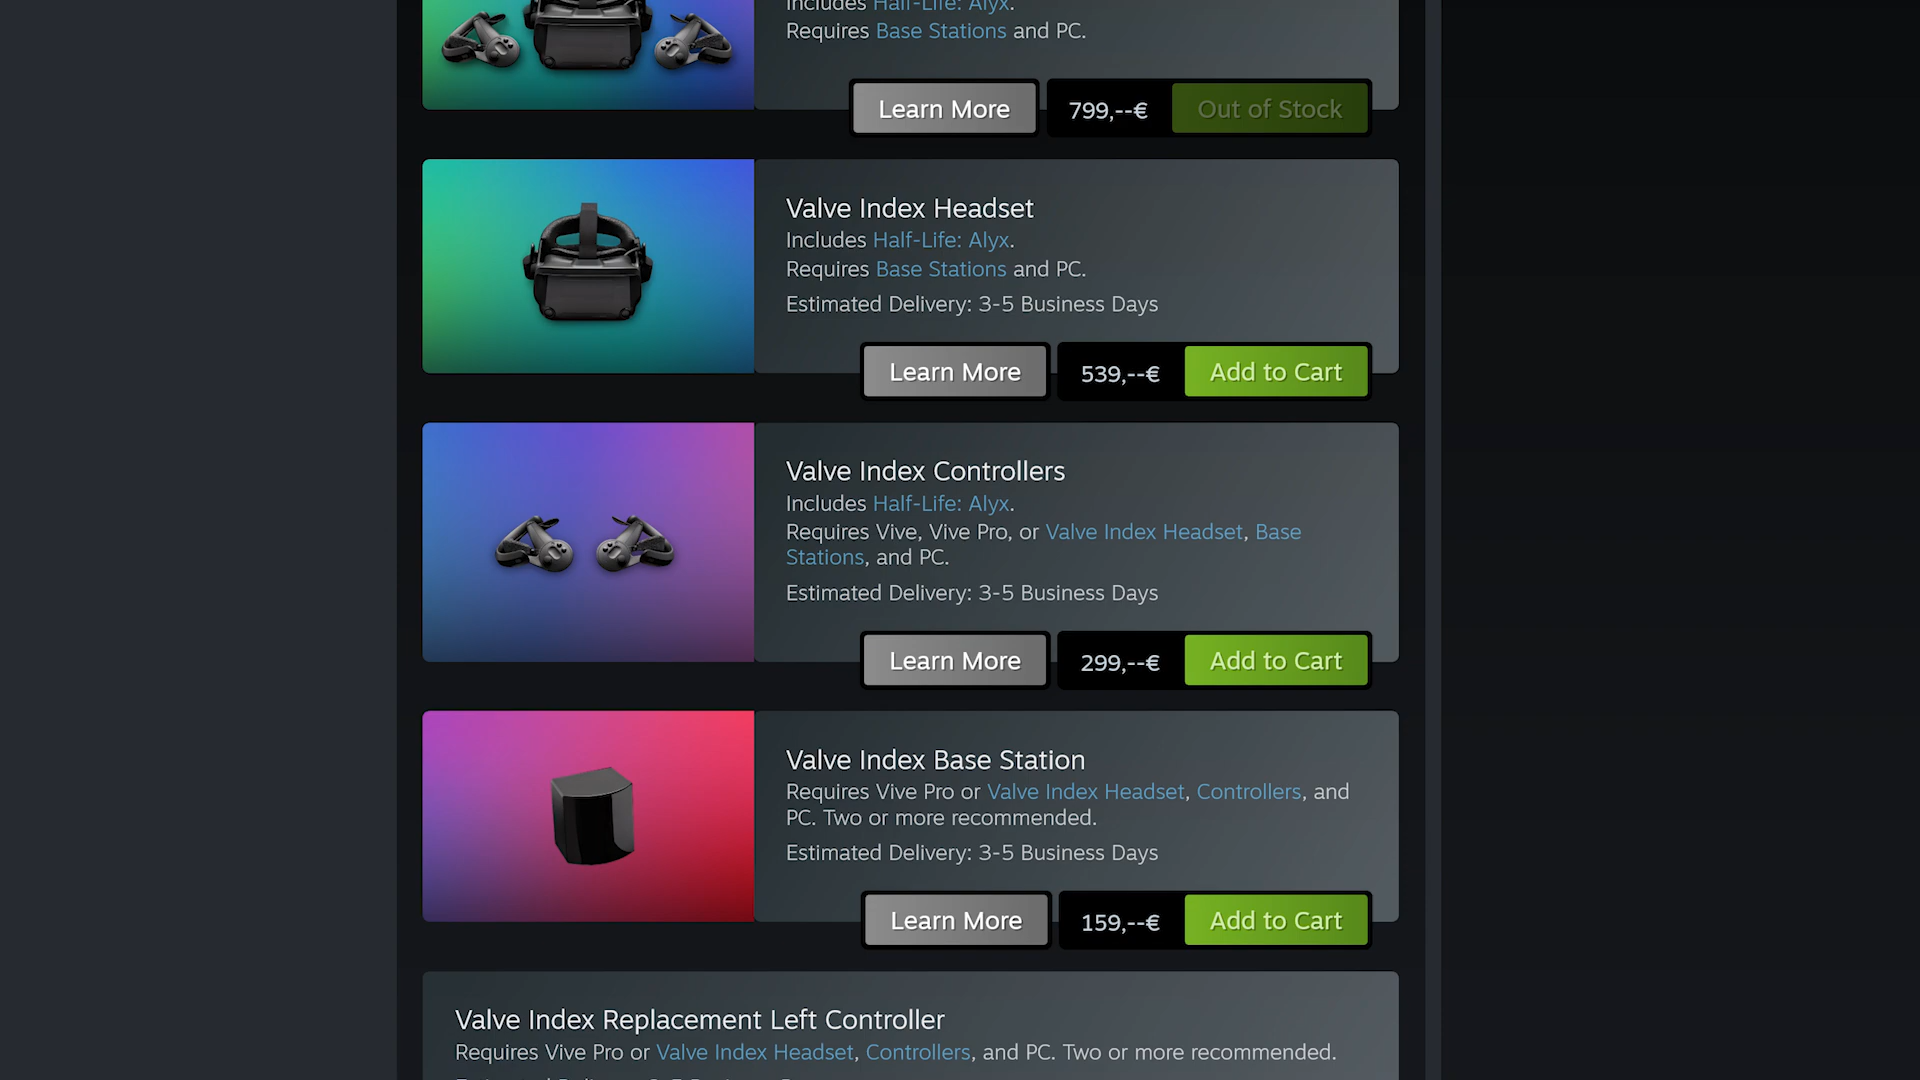 Includes Half-Life: Alyx.
Requires Base Stations and PC.
Learn More 799,--€ Out of Stock
Valve Index Headset
Includes Half-Life: Alyx.
Requires Base Stations and PC.
Estimated Delivery: 3-5 Business Days
Learn More 539,--€ Add to Cart
Valve Index Controllers
Includes Half-Life: Alyx.
Requires Vive, Vive Pro, or Valve Index Headset, Base
Stations, and PC.
Estimated Delivery: 3-5 Business Days
Learn More 299,--€ Add to Cart
Valve Index Base Station
Requires Vive Pro or Valve Index Headset, Controllers, and
PC. Two or more recommended.
Estimated Delivery: 3-5 Business Days
Learn More 159,--€ Add to Cart
Valve Index Replacement Left Controller
Requires Vive Pro or Valve Index Headset, Controllers, and PC. Two or more recommended.